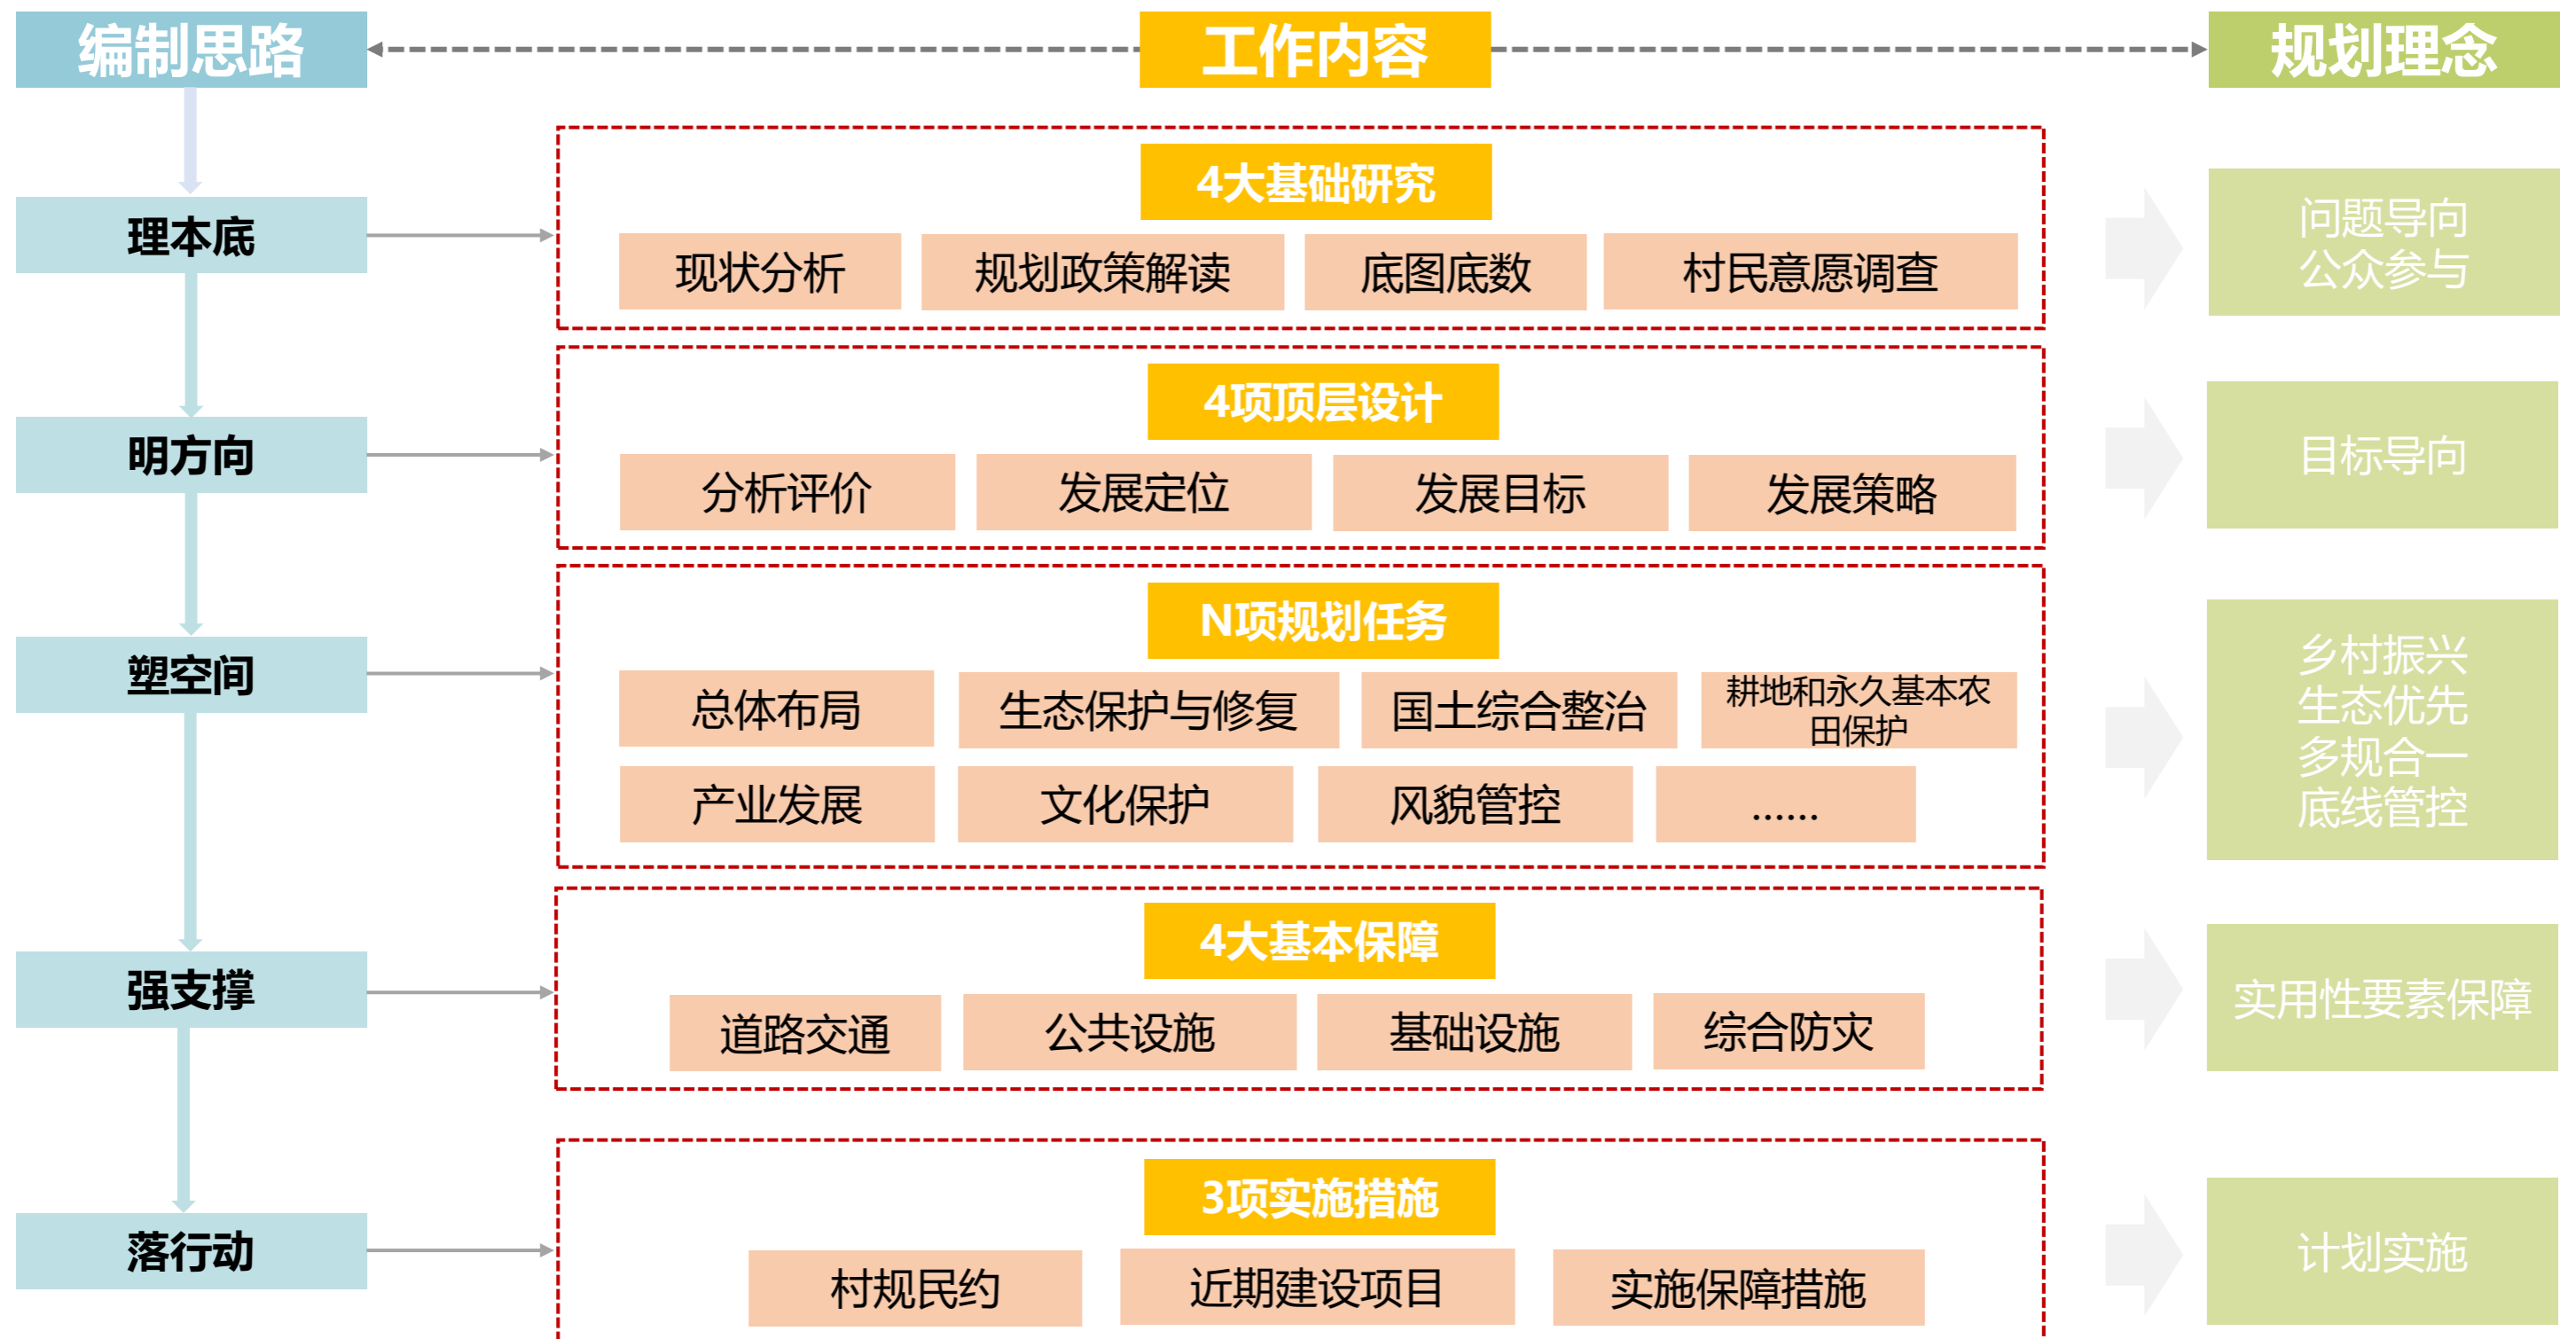 编制思路
工作内容
规划理念
理本底
4大基础研究
现状分析
规划政策解读
底图底数
村民意愿调查
问题导向
公众参与
明方向
4项顶层设计
分析评价
发展定位
发展目标
发展策略
目标导向
塑空间
N项规划任务
总体布局
生态保护与修复
国土综合整治
耕地和永久基本农
田保护
产业发展
文化保护
风貌管控
......
乡村振兴
生态优先
多规合一
底线管控
强支撑
4大基本保障
道路交通
公共设施
基础设施
综合防灾
实用性要素保障
落行动
3项实施措施
村规民约
近期建设项目
实施保障措施
计划实施